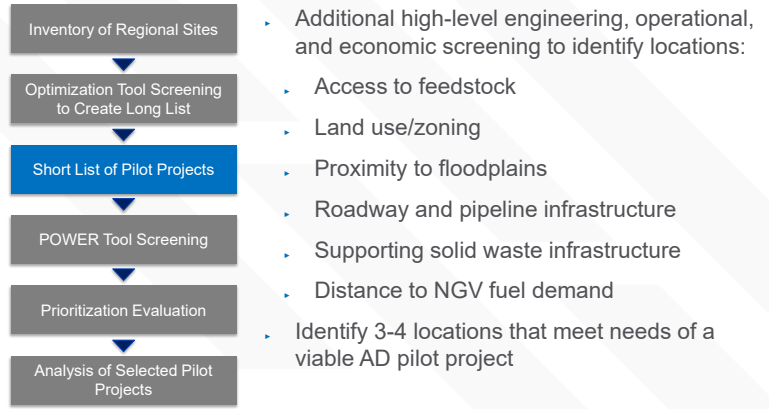 Inventory of Regional Sites
Optimization Tool Screening
to Create Long List
Short List of Pilot Projects
POWER Tool Screening
Prioritization Evaluation
Analysis of Selected Pilot
Projects
Additional high-level engineering, operational,
and economic screening to identify locations:
Access to feedstock
Land use/zoning
Proximity to floodplains
Roadway and pipeline infrastructure
Supporting solid waste infrastructure
Distance to NGV fuel demand
Identify 3-4 locations that meet needs of a
viable AD pilot project